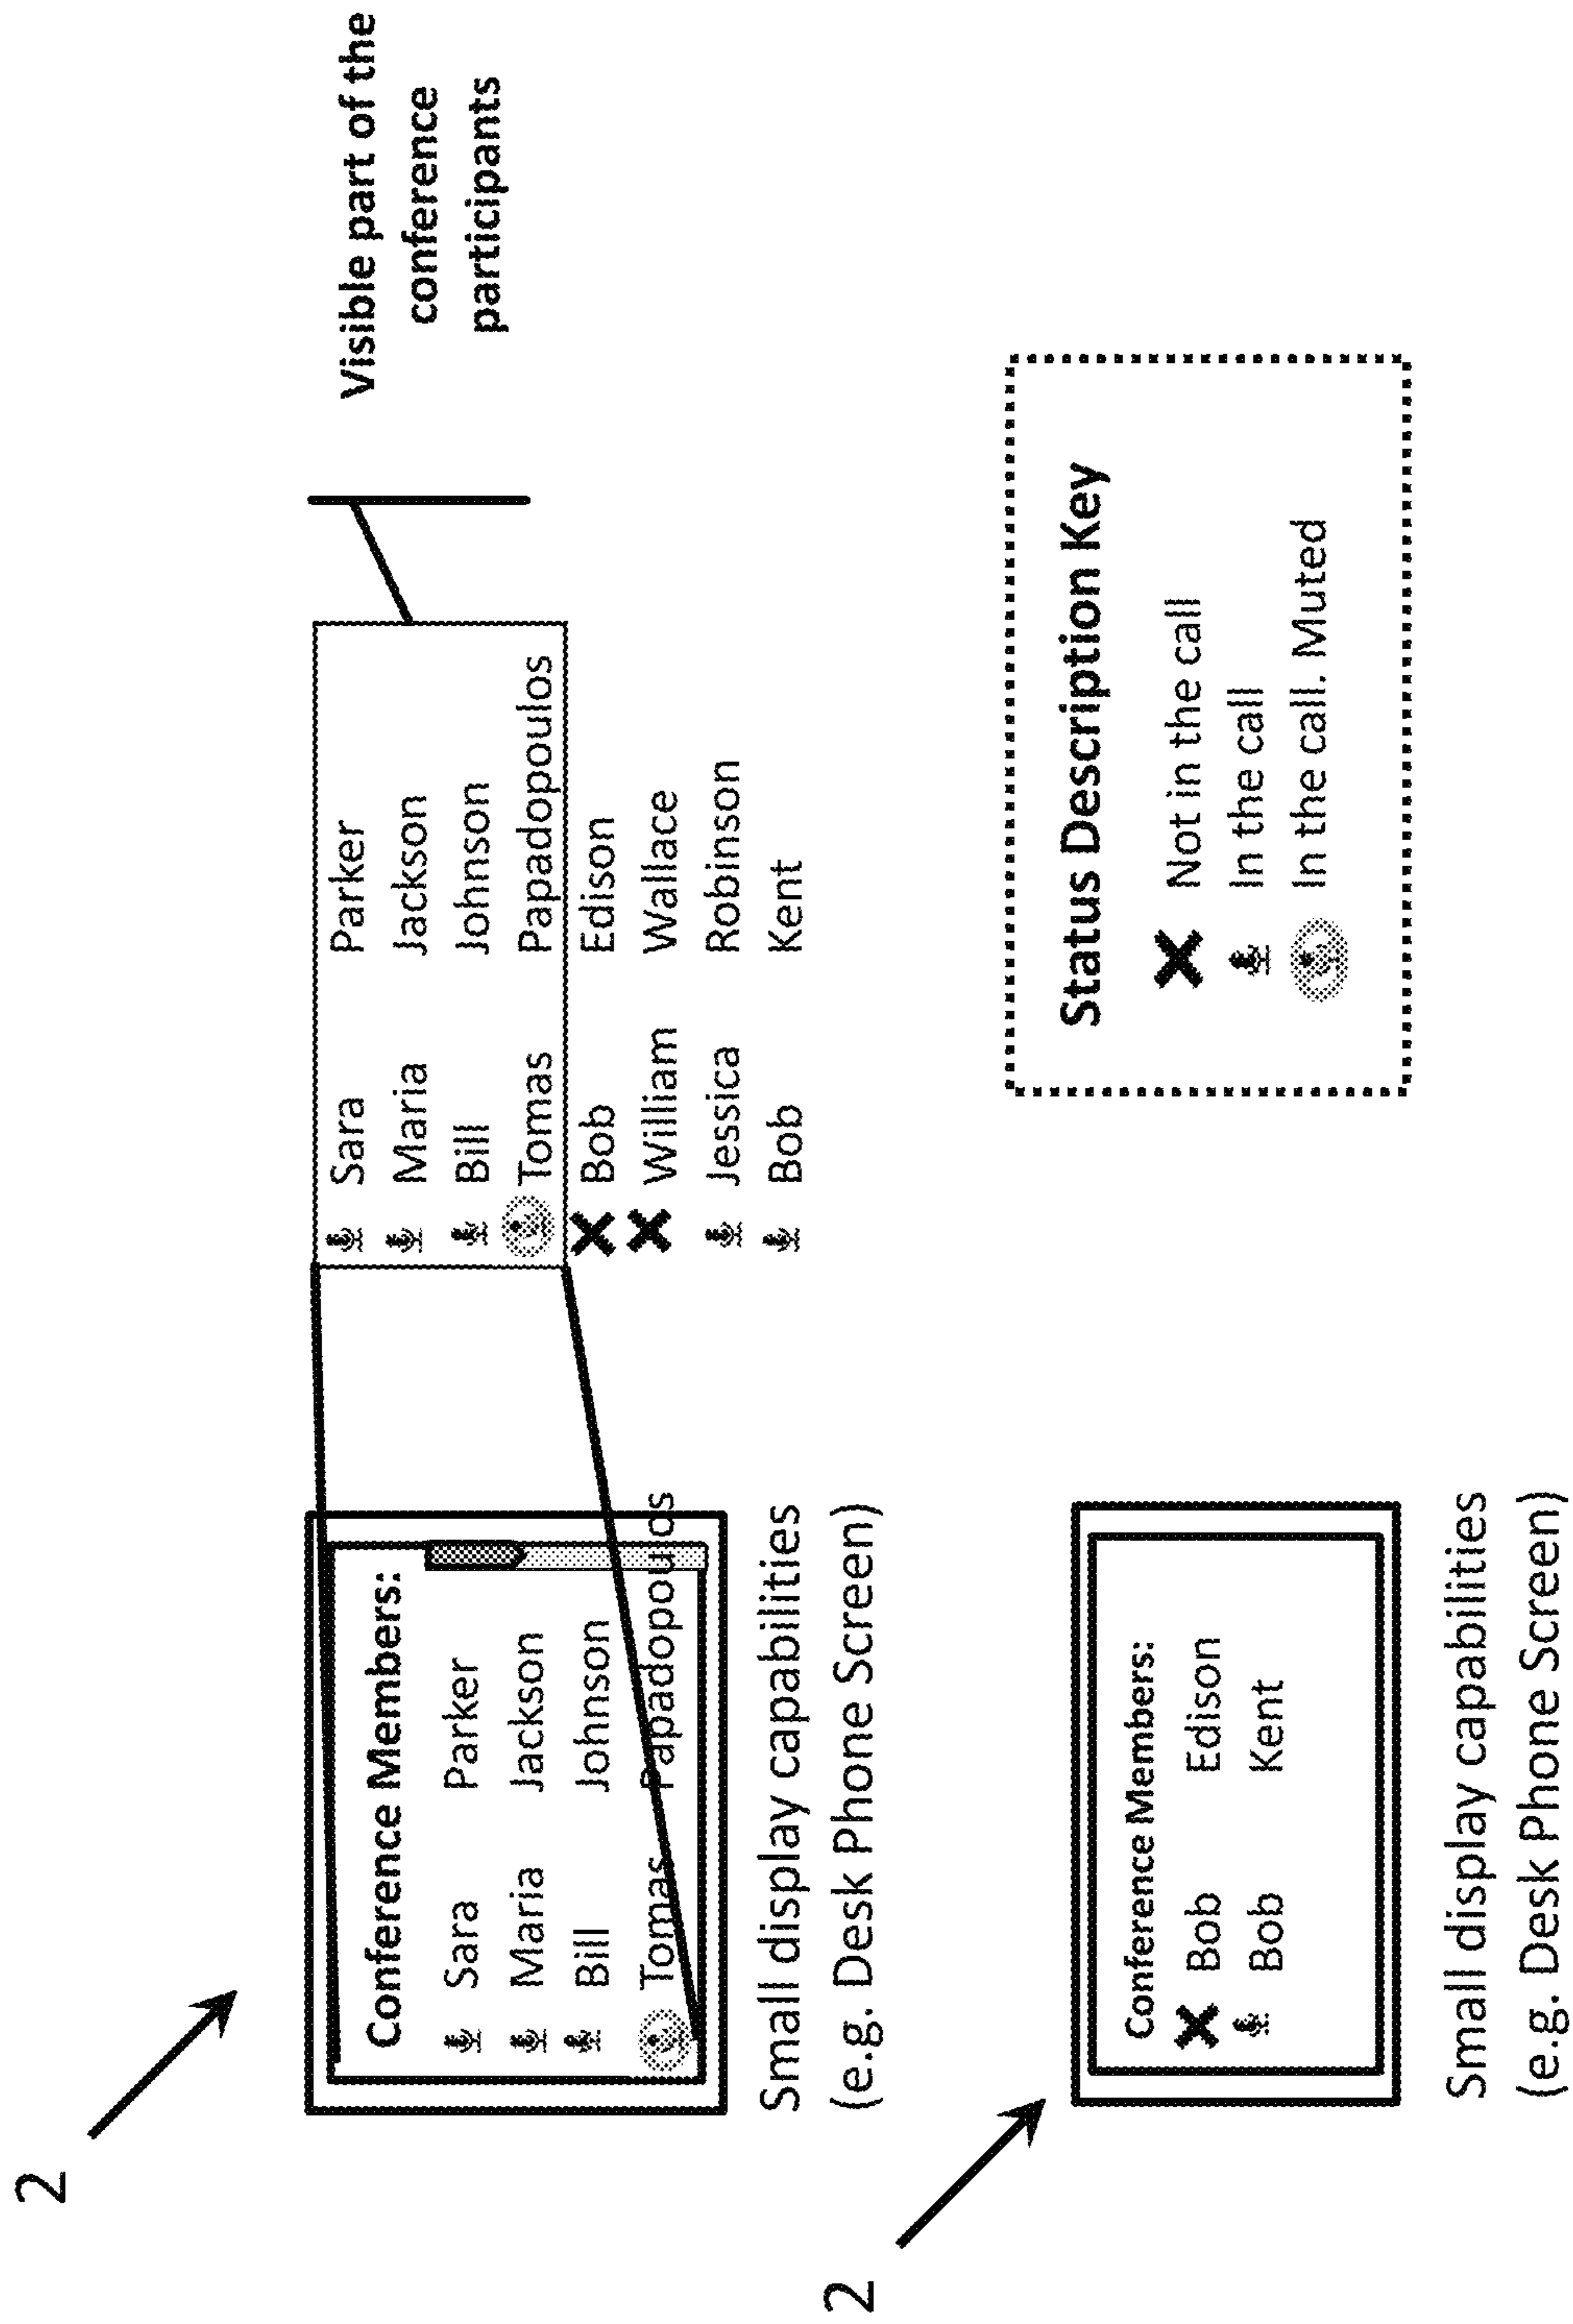 2
Conference Members:
Sara Parker
Maria Jackson
Bill Johnson
Tomas Papadopoulos
Small display capabilities
(e.g. Desk Phone Screen)
Sara Parker
Maria Jackson
Bill Johnson
Tomas Papadopoulos
Bob Edison
William Wallace
Jessica Robinson
Bob Kent
Visible part of the
conference
participants
2
Conference Members:
Bob Edison
Bob Kent
Small display capabilities
(e.g. Desk Phone Screen)
Status Description Key
Not in the call
In the call
In the call. Muted